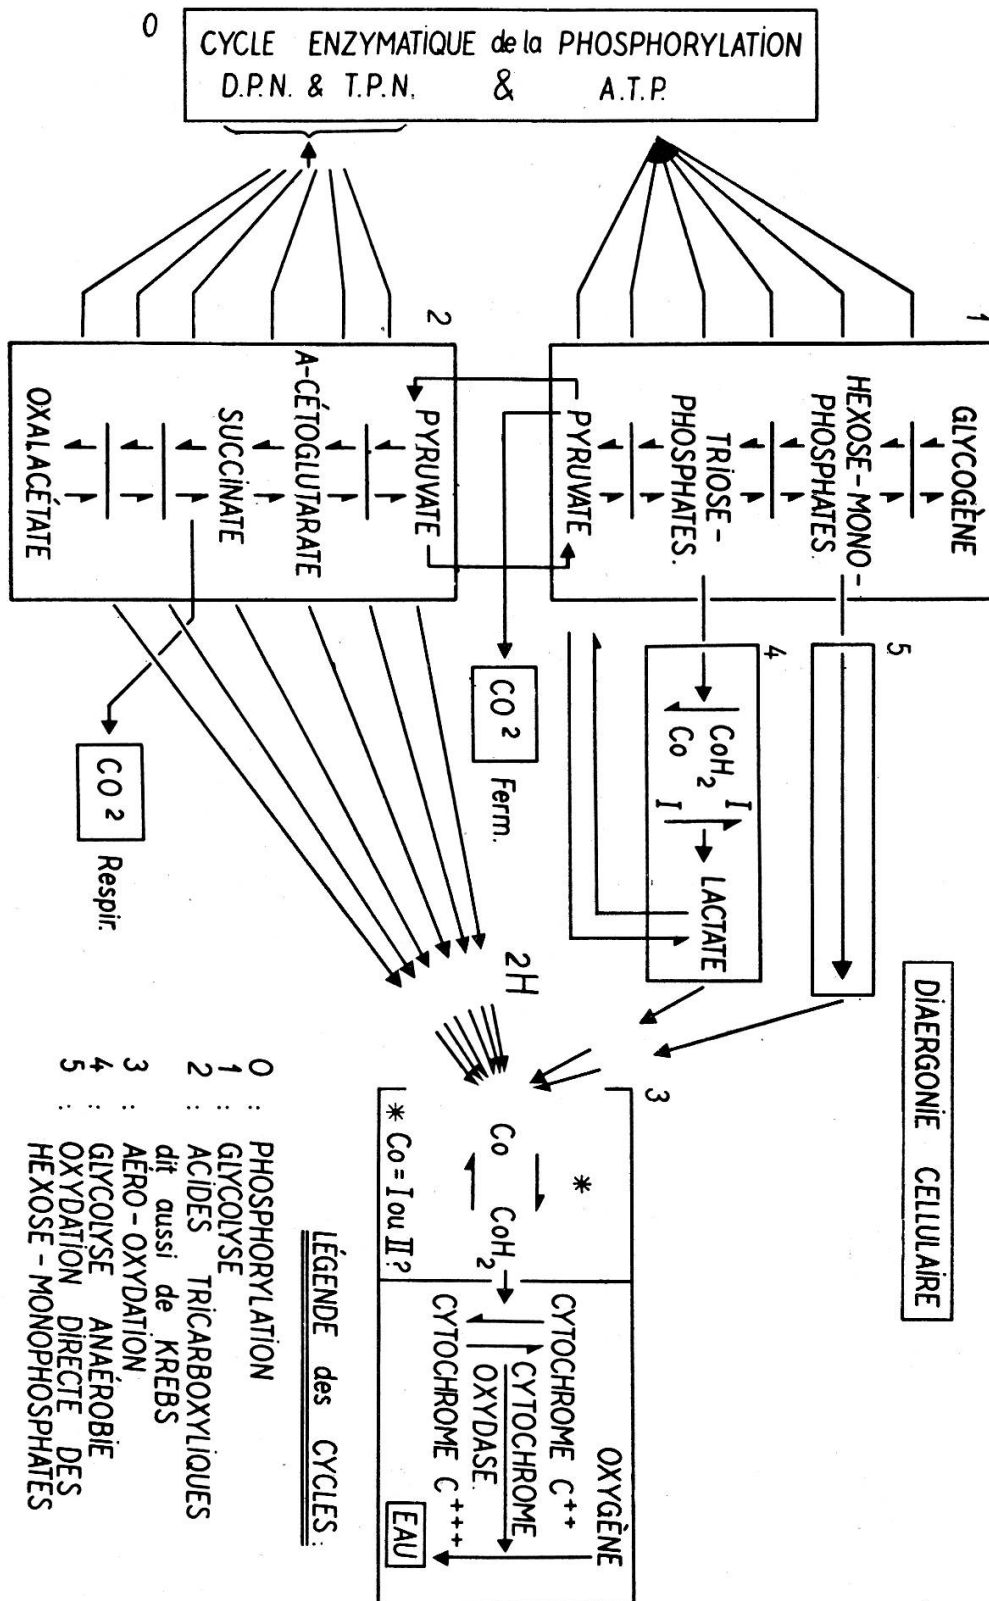 0
CYCLE ENZYMATIQUE de la PHOSPHORYLATION
D.P.N. & T.P.N. & A.T.P.
1
GLYCOGÈNE
HEXOSE-MONO-
PHOSPHATES.
TRIOSE-
PHOSPHATES.
PYRUVATE
2
PYRUVATE
A-CÉTOGLUTARATE
SUCCINATE
OXALACÉTATE
5
4
CoH2 I
Co I
LACTATE
CO2
Ferm.
CO2
Respir.
2H
DIAERGONIE CELLULAIRE
3
*
Co CoH2
* Co = I ou II ?
OXYGÈNE
CYTOCHROME C++
CYTOCHROME
OXYDASE.
CYTOCHROME C+++
EAU
LÉGENDE des CYCLES :
0 : PHOSPHORYLATION
1 : GLYCOLYSE
2 : ACIDES TRICARBOXYLIQUES
dit aussi de KREBS
3 : AÉRO-OXYDATION
4 : GLYCOLYSE ANAÉROBIE
5 : OXYDATION DIRECTE DES
HEXOSE-MONOPHOSPHATES